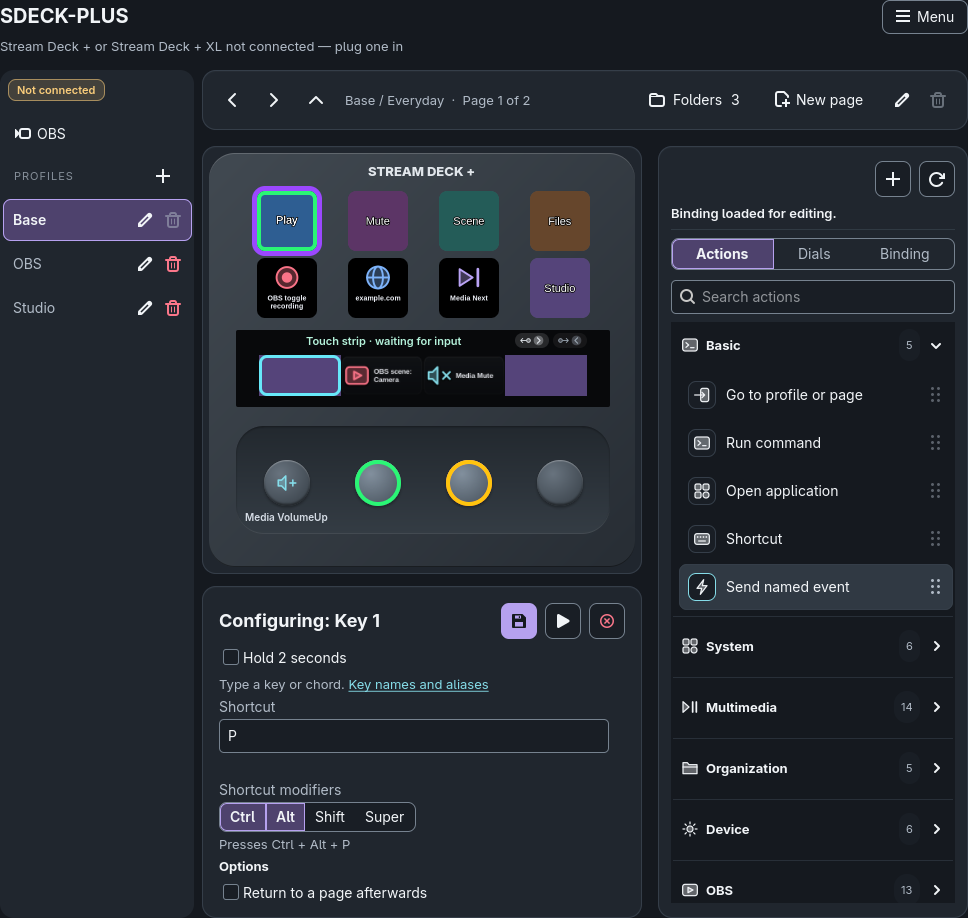 SDECK-PLUS
Menu
Stream Deck + or Stream Deck + XL not connected — plug one in
Not connected
OBS
PROFILES
Base
OBS
Studio
Base / Everyday · Page 1 of 2
Folders 3
New page
STREAM DECK +
Play
Mute
Scene
Files
OBS toggle
recording
example.com
Media Next
Studio
Touch strip · waiting for input
OBS scene:
Camera
Media Mute
Media VolumeUp
Configuring: Key 1
Hold 2 seconds
Type a key or chord. Key names and aliases
Shortcut
P
Shortcut modifiers
Ctrl
Alt
Shift
Super
Presses Ctrl + Alt + P
Options
Return to a page afterwards
Binding loaded for editing.
Actions
Dials
Binding
Search actions
Basic 5
Go to profile or page
Run command
Open application
Shortcut
Send named event
System 6
Multimedia 14
Organization 5
Device 6
OBS 13